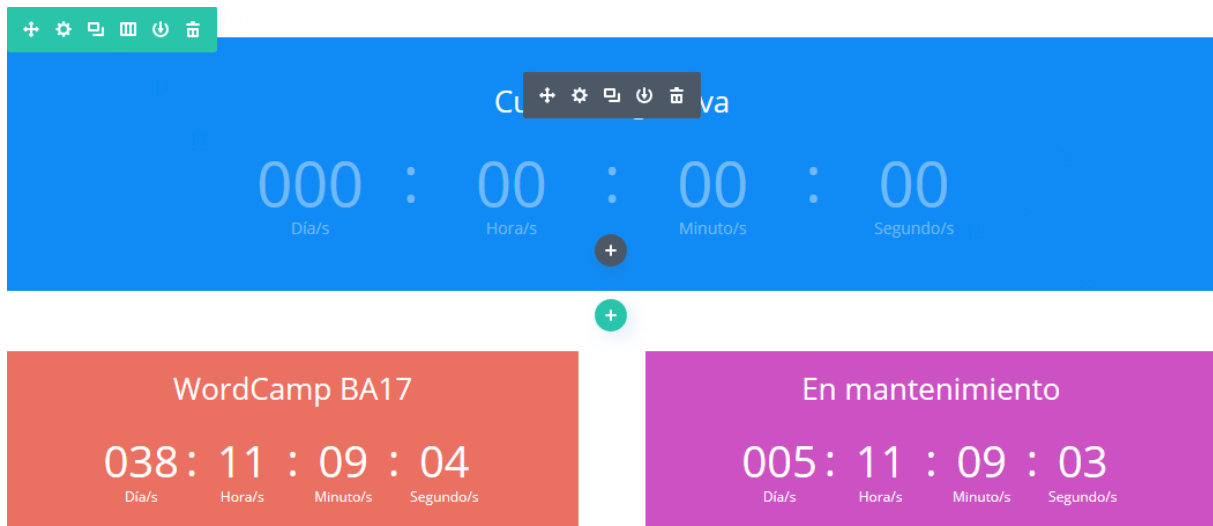 000 : 00 : 00 : 00
Día/s Hora/s Minuto/s Segundo/s
WordCamp BA17
038 : 11 : 09 : 04
Día/s Hora/s Minuto/s Segundo/s
En mantenimiento
005 : 11 : 09 : 03
Día/s Hora/s Minuto/s Segundo/s